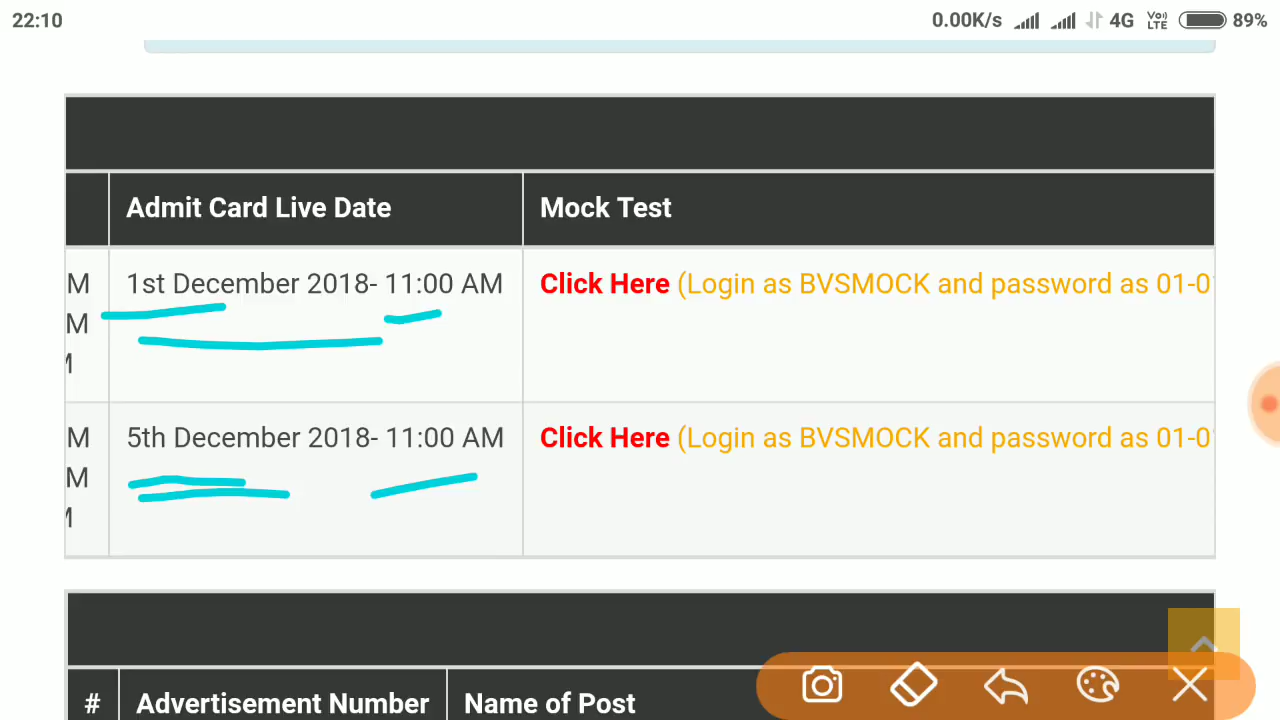 22:10 0.00K/s 4G VoLTE 89%
Admit Card Live Date Mock Test
M 1st December 2018- 11:00 AM Click Here (Login as BVSMOCK and password as 01-0
M
M 5th December 2018- 11:00 AM Click Here (Login as BVSMOCK and password as 01-0
M
# Advertisement Number Name of Post